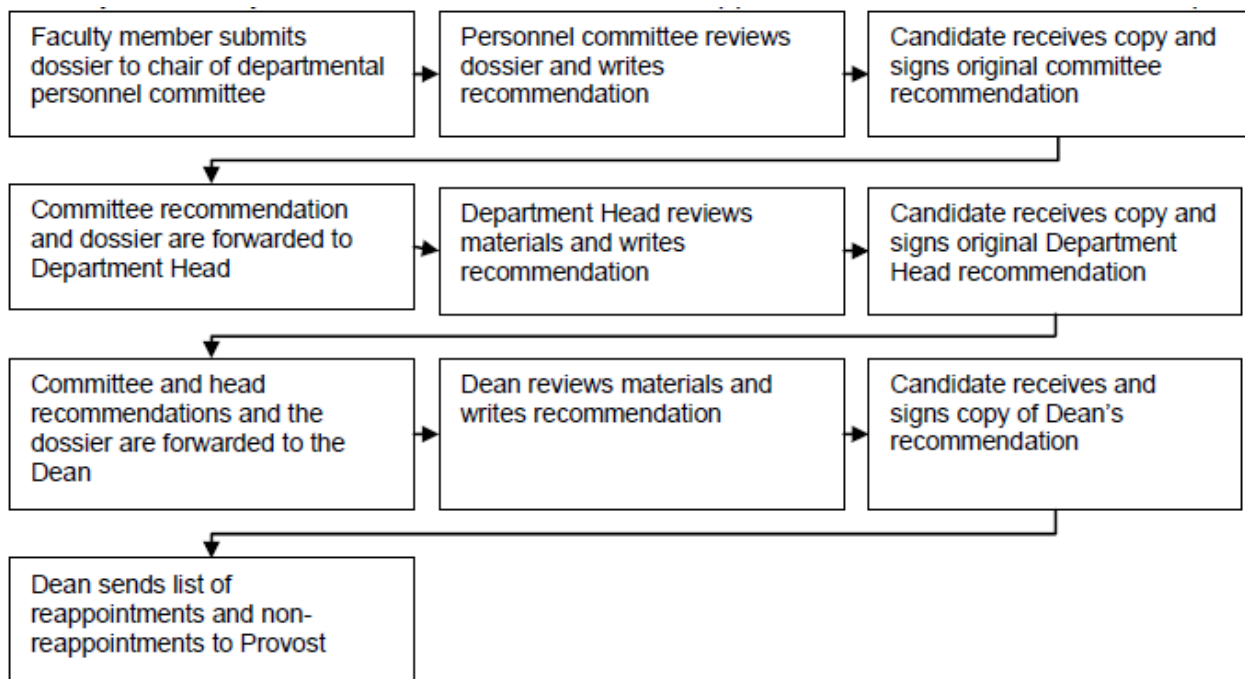 Faculty member submits
dossier to chair of departmental
personnel committee
Personnel committee reviews
dossier and writes
recommendation
Candidate receives copy and
signs original committee
recommendation
Committee recommendation
and dossier are forwarded to
Department Head
Department Head reviews
materials and writes
recommendation
Candidate receives copy and
signs original Department
Head recommendation
Committee and head
recommendations and the
dossier are forwarded to the
Dean
Dean reviews materials and
writes recommendation
Candidate receives and
signs copy of Dean’s
recommendation
Dean sends list of
reappointments and non-
reappointments to Provost